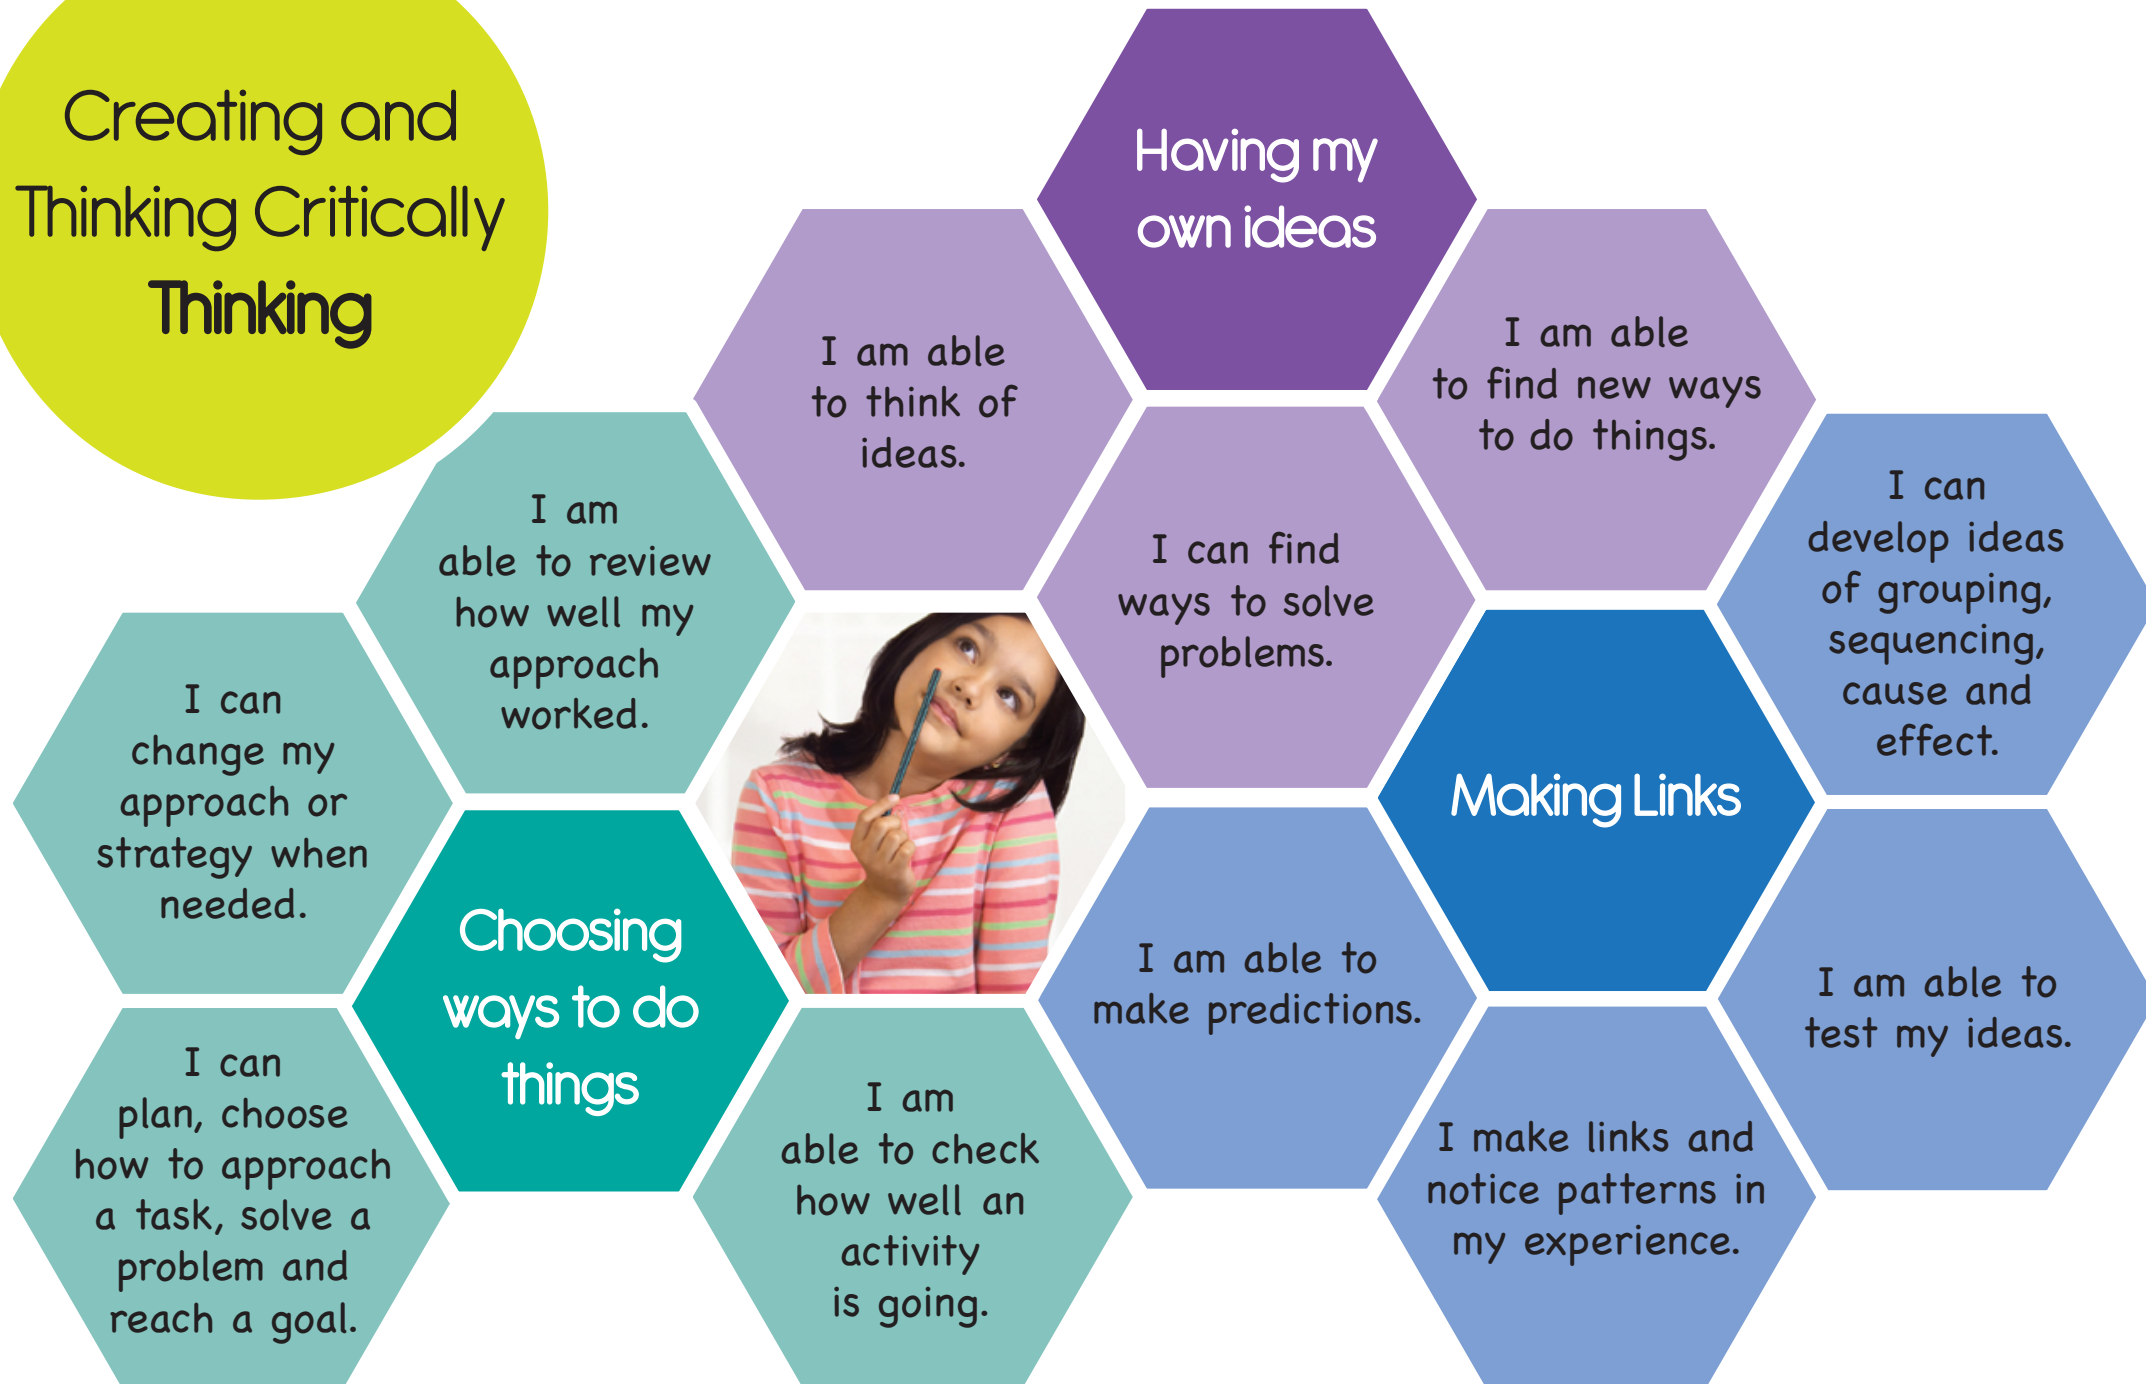 Creating and
Thinking Critically
Thinking
Having my
own ideas
I am able
to think of
ideas.
I am able
to find new ways
to do things.
I can find
ways to solve
problems.
I am
able to review
how well my
approach
worked.
I can
change my
approach or
strategy when
needed.
Choosing
ways to do
things
I can
plan, choose
how to approach
a task, solve a
problem and
reach a goal.
I am
able to check
how well an
activity
is going.
Making Links
I can
develop ideas
of grouping,
sequencing,
cause and
effect.
I am able to
make predictions.
I am able to
test my ideas.
I make links and
notice patterns in
my experience.